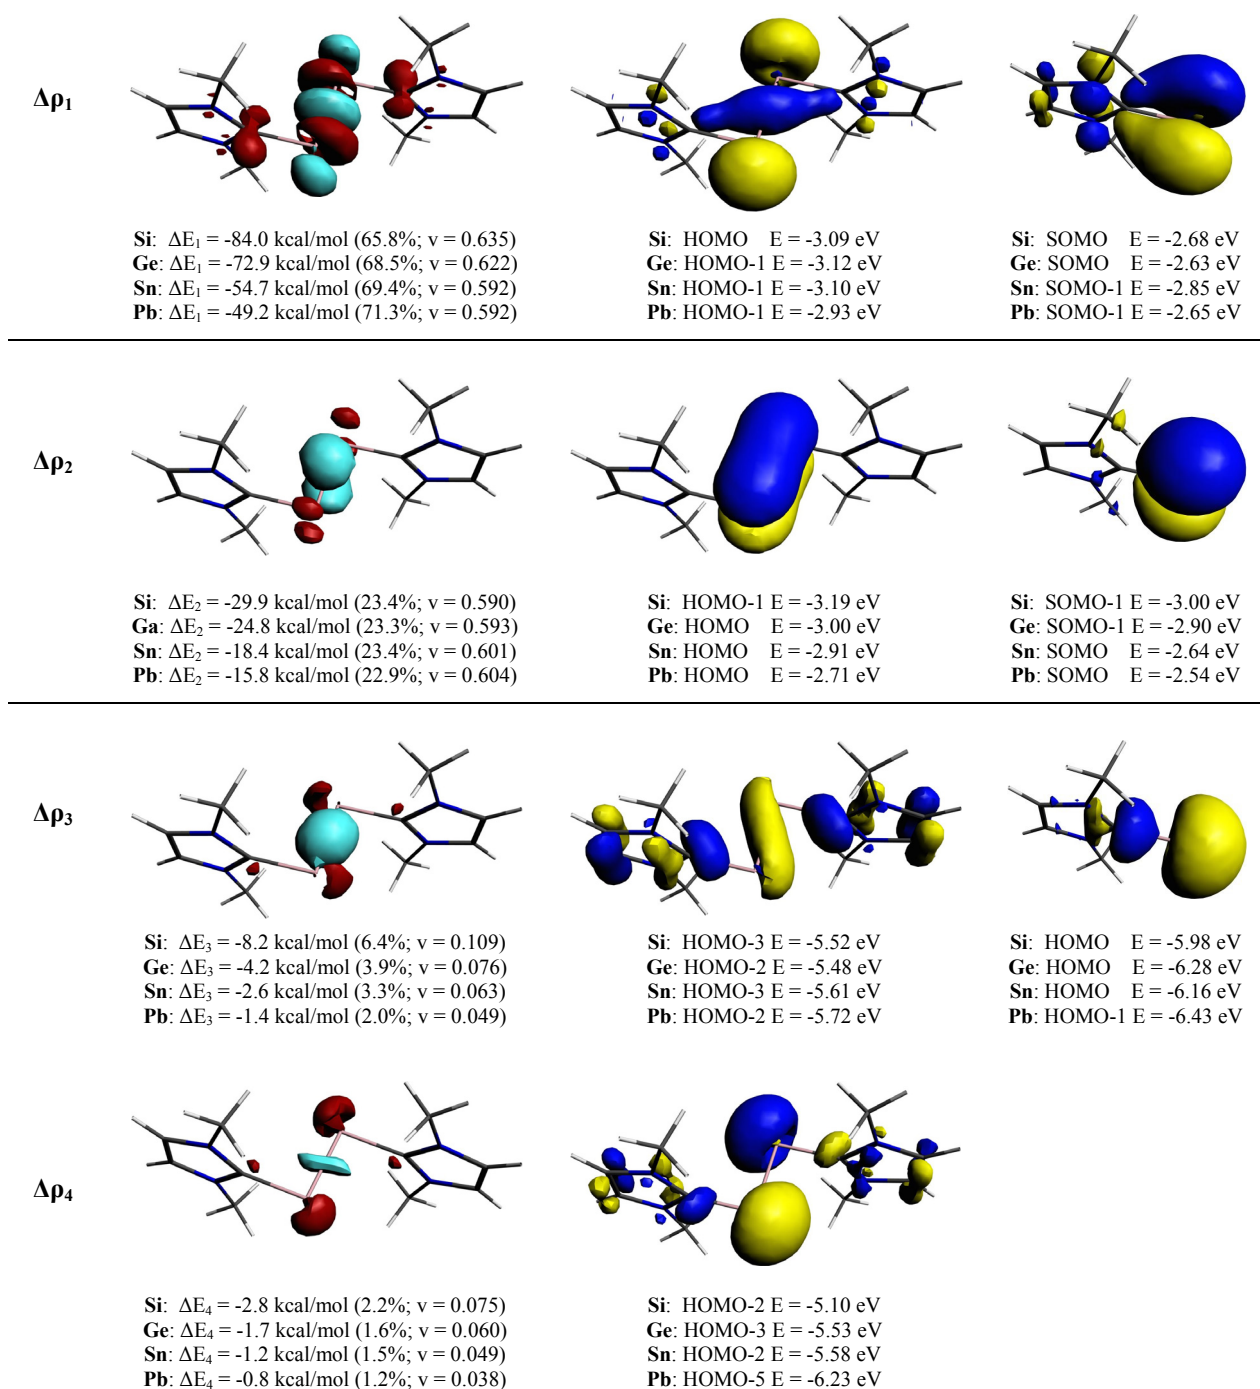 Δρ₁
Si: ΔE₁ = -84.0 kcal/mol (65.8%; v = 0.635)
Ge: ΔE₁ = -72.9 kcal/mol (68.5%; v = 0.622)
Sn: ΔE₁ = -54.7 kcal/mol (69.4%; v = 0.592)
Pb: ΔE₁ = -49.2 kcal/mol (71.3%; v = 0.592)
Si: HOMO E = -3.09 eV
Ge: HOMO-1 E = -3.12 eV
Sn: HOMO-1 E = -3.10 eV
Pb: HOMO-1 E = -2.93 eV
Si: SOMO E = -2.68 eV
Ge: SOMO E = -2.63 eV
Sn: SOMO-1 E = -2.85 eV
Pb: SOMO-1 E = -2.65 eV
Δρ₂
Si: ΔE₂ = -29.9 kcal/mol (23.4%; v = 0.590)
Ga: ΔE₂ = -24.8 kcal/mol (23.3%; v = 0.593)
Sn: ΔE₂ = -18.4 kcal/mol (23.4%; v = 0.601)
Pb: ΔE₂ = -15.8 kcal/mol (22.9%; v = 0.604)
Si: HOMO-1 E = -3.19 eV
Ge: HOMO E = -3.00 eV
Sn: HOMO E = -2.91 eV
Pb: HOMO E = -2.71 eV
Si: SOMO-1 E = -3.00 eV
Ge: SOMO-1 E = -2.90 eV
Sn: SOMO E = -2.64 eV
Pb: SOMO E = -2.54 eV
Δρ₃
Si: ΔE₃ = -8.2 kcal/mol (6.4%; v = 0.109)
Ge: ΔE₃ = -4.2 kcal/mol (3.9%; v = 0.076)
Sn: ΔE₃ = -2.6 kcal/mol (3.3%; v = 0.063)
Pb: ΔE₃ = -1.4 kcal/mol (2.0%; v = 0.049)
Si: HOMO-3 E = -5.52 eV
Ge: HOMO-2 E = -5.48 eV
Sn: HOMO-3 E = -5.61 eV
Pb: HOMO-2 E = -5.72 eV
Si: HOMO E = -5.98 eV
Ge: HOMO E = -6.28 eV
Sn: HOMO E = -6.16 eV
Pb: HOMO-1 E = -6.43 eV
Δρ₄
Si: ΔE₄ = -2.8 kcal/mol (2.2%; v = 0.075)
Ge: ΔE₄ = -1.7 kcal/mol (1.6%; v = 0.060)
Sn: ΔE₄ = -1.2 kcal/mol (1.5%; v = 0.049)
Pb: ΔE₄ = -0.8 kcal/mol (1.2%; v = 0.038)
Si: HOMO-2 E = -5.10 eV
Ge: HOMO-3 E = -5.53 eV
Sn: HOMO-2 E = -5.58 eV
Pb: HOMO-5 E = -6.23 eV